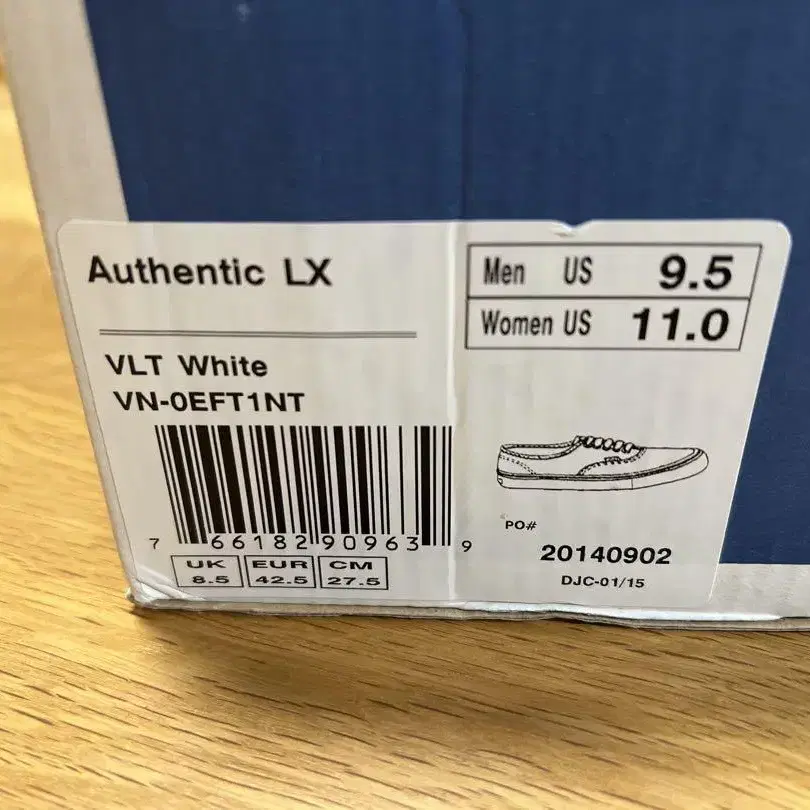 Authentic LX
VLT White
VN-0EFT1NT
7 66182 90963 9
UK EUR CM
8.5 42.5 27.5
Men US 9.5
Women US 11.0
PO#
20140902
DJC-01/15